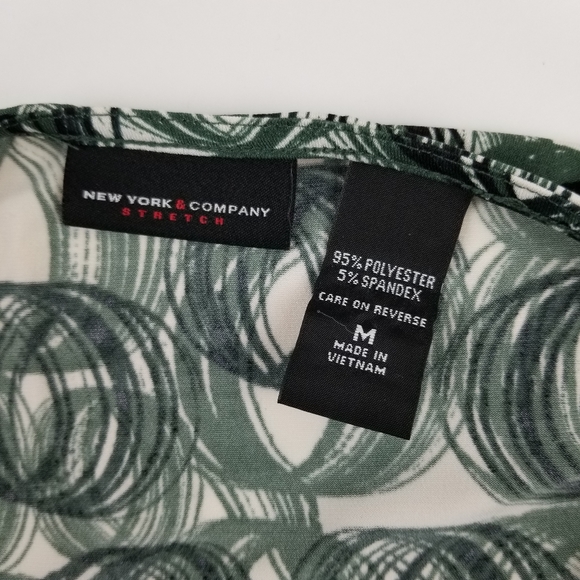 NEW YORK & COMPANY
STRETCH
95% POLYESTER
5% SPANDEX
CARE ON REVERSE
M
MADE IN
VIETNAM